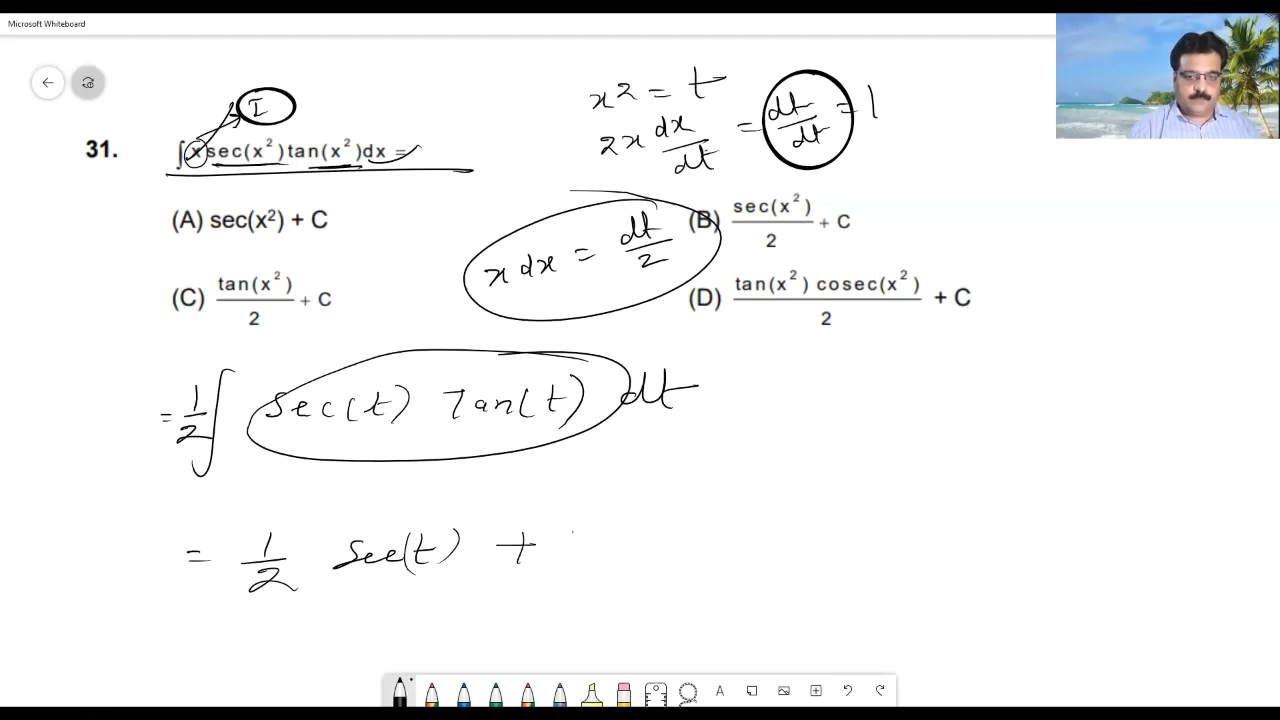 Microsoft Whiteboard
I
x2 = t
2x dx/dt = dt/dt = 1
31. ∫xsec(x²)tan(x²)dx =
(A) sec(x²) + C
(B) sec(x²)/2 + C
x dx = dt/2
(C) tan(x²)/2 + C
(D) tan(x²) cosec(x²)/2 + C
= 1/2 ∫ Sec(t) Tan(t) dt
= 1/2 Sec(t) +
A